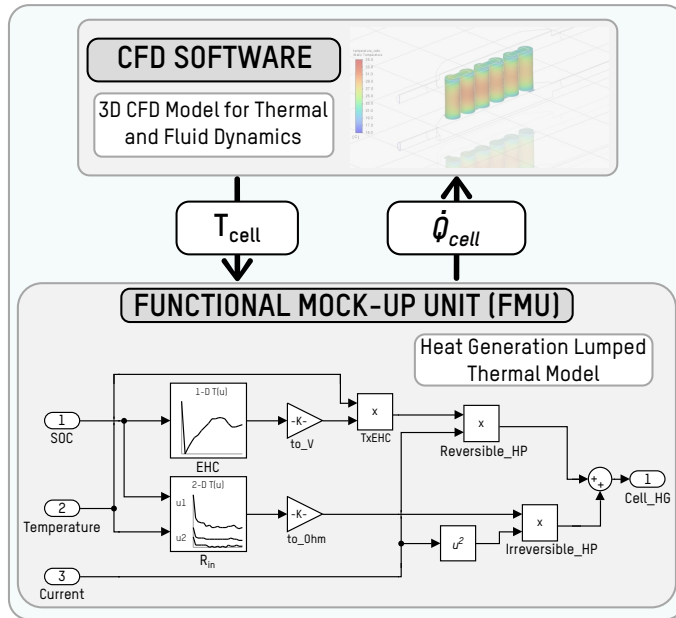 CFD SOFTWARE
3D CFD Model for Thermal
and Fluid Dynamics
T_cell
Q̇_cell
FUNCTIONAL MOCK-UP UNIT (FMU)
Heat Generation Lumped
Thermal Model
1-D T(u)
1
SOC
EHC
-K-
to_V
x
TxEHC
x
Reversible_HP
2-D T(u)
u1
u2
R_in
2
Temperature
-K-
to_Ohm
x
Irreversible_HP
u²
+
+
1
Cell_HG
3
Current